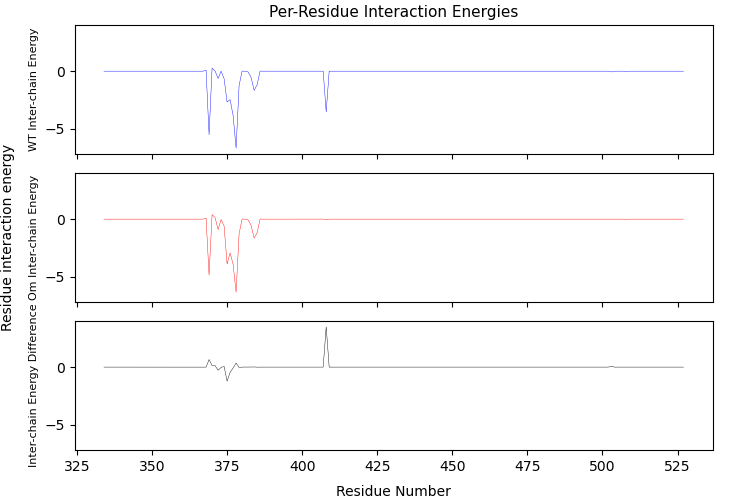 Per-Residue Interaction Energies
WT Inter-chain Energy
0
−5
Om Inter-chain Energy
0
−5
Inter-chain Energy Difference
0
−5
Residue interaction energy
325 350 375 400 425 450 475 500 525
Residue Number